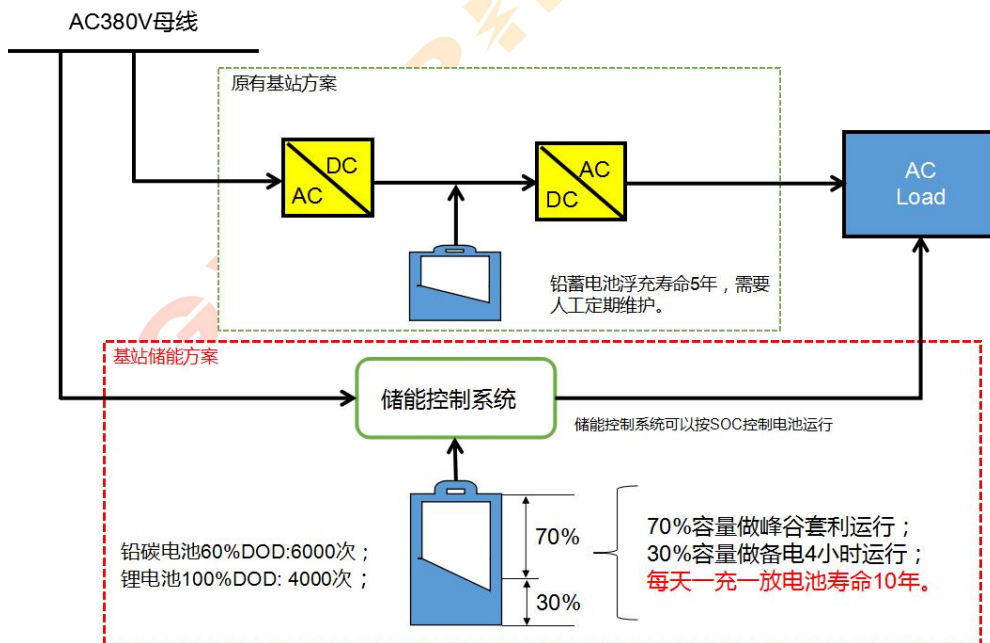 AC380V母线
原有基站方案
DC
AC
AC
DC
AC
Load
铅蓄电池浮充寿命5年，需要
人工定期维护。
基站储能方案
储能控制系统
储能控制系统可以按SOC控制电池运行
铅碳电池60%DOD:6000次；
锂电池100%DOD: 4000次；
70%
30%
70%容量做峰谷套利运行；
30%容量做备电4小时运行；
每天一充一放电池寿命10年。